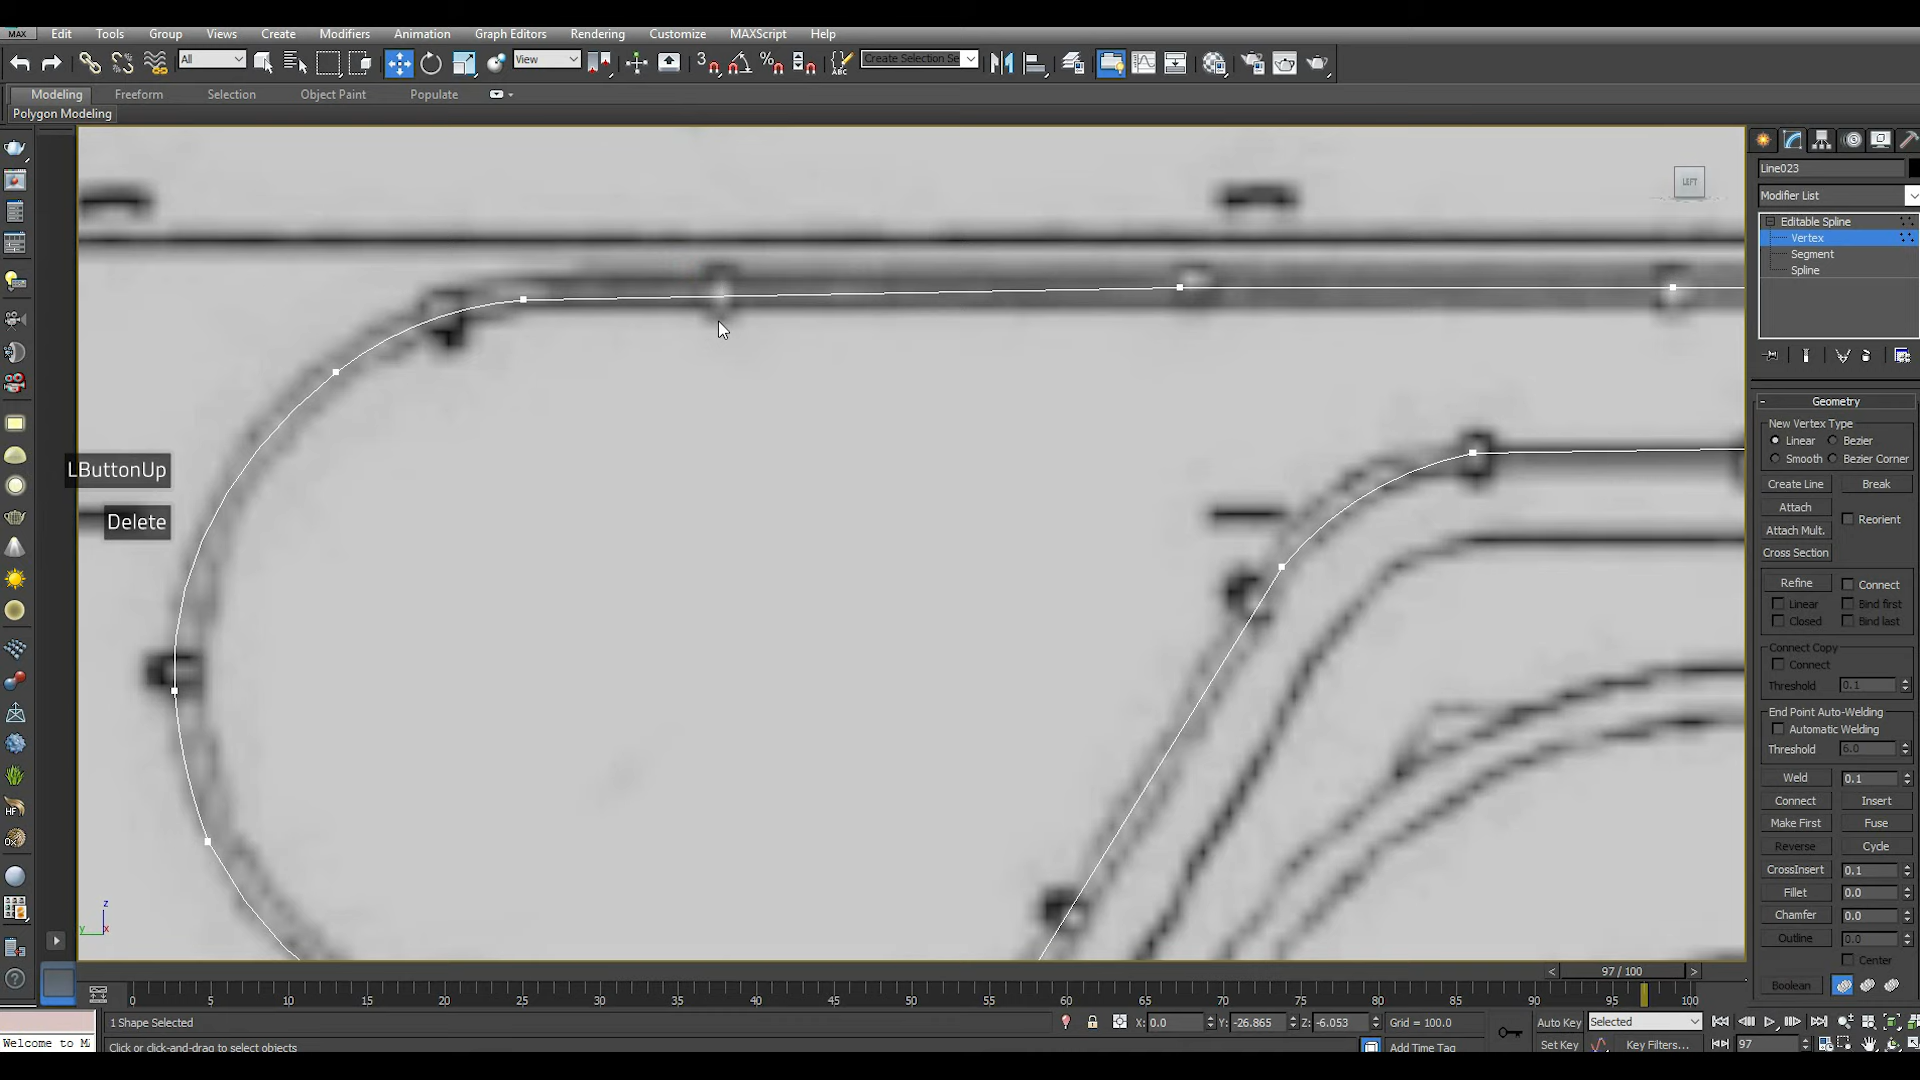 MAX Edit Tools Group Views Create Modifiers Animation Graph Editors Rendering Customize MAXScript Help
All View Create Selection Se
Modeling Freeform Selection Object Paint Populate
Polygon Modeling
LEFT
LButtonUp
Delete
z
y x
Line023
Modifier List
Editable Spline
Vertex
Segment
Spline
- Geometry
New Vertex Type
Linear Bezier
Smooth Bezier Corner
Create Line Break
Attach Reorient
Attach Mult.
Cross Section
Refine Connect
Linear Bind first
Closed Bind last
Connect Copy
Connect
Threshold 0.1
End Point Auto-Welding
Automatic Welding
Threshold 6.0
Weld 0.1
Connect Insert
Make First Fuse
Reverse Cycle
CrossInsert 0.1
Fillet 0.0
Chamfer 0.0
Outline 0.0
Center
Boolean
< 97 / 100 >
0 5 10 15 20 25 30 35 40 45 50 55 60 65 70 75 80 85 90 95 100
1 Shape Selected X: 0.0 Y: -26.865 Z: -6.053 Grid = 100.0 Auto Key Selected
Welcome to MA Click or click-and-drag to select objects Add Time Tag Set Key Key Filters... 97